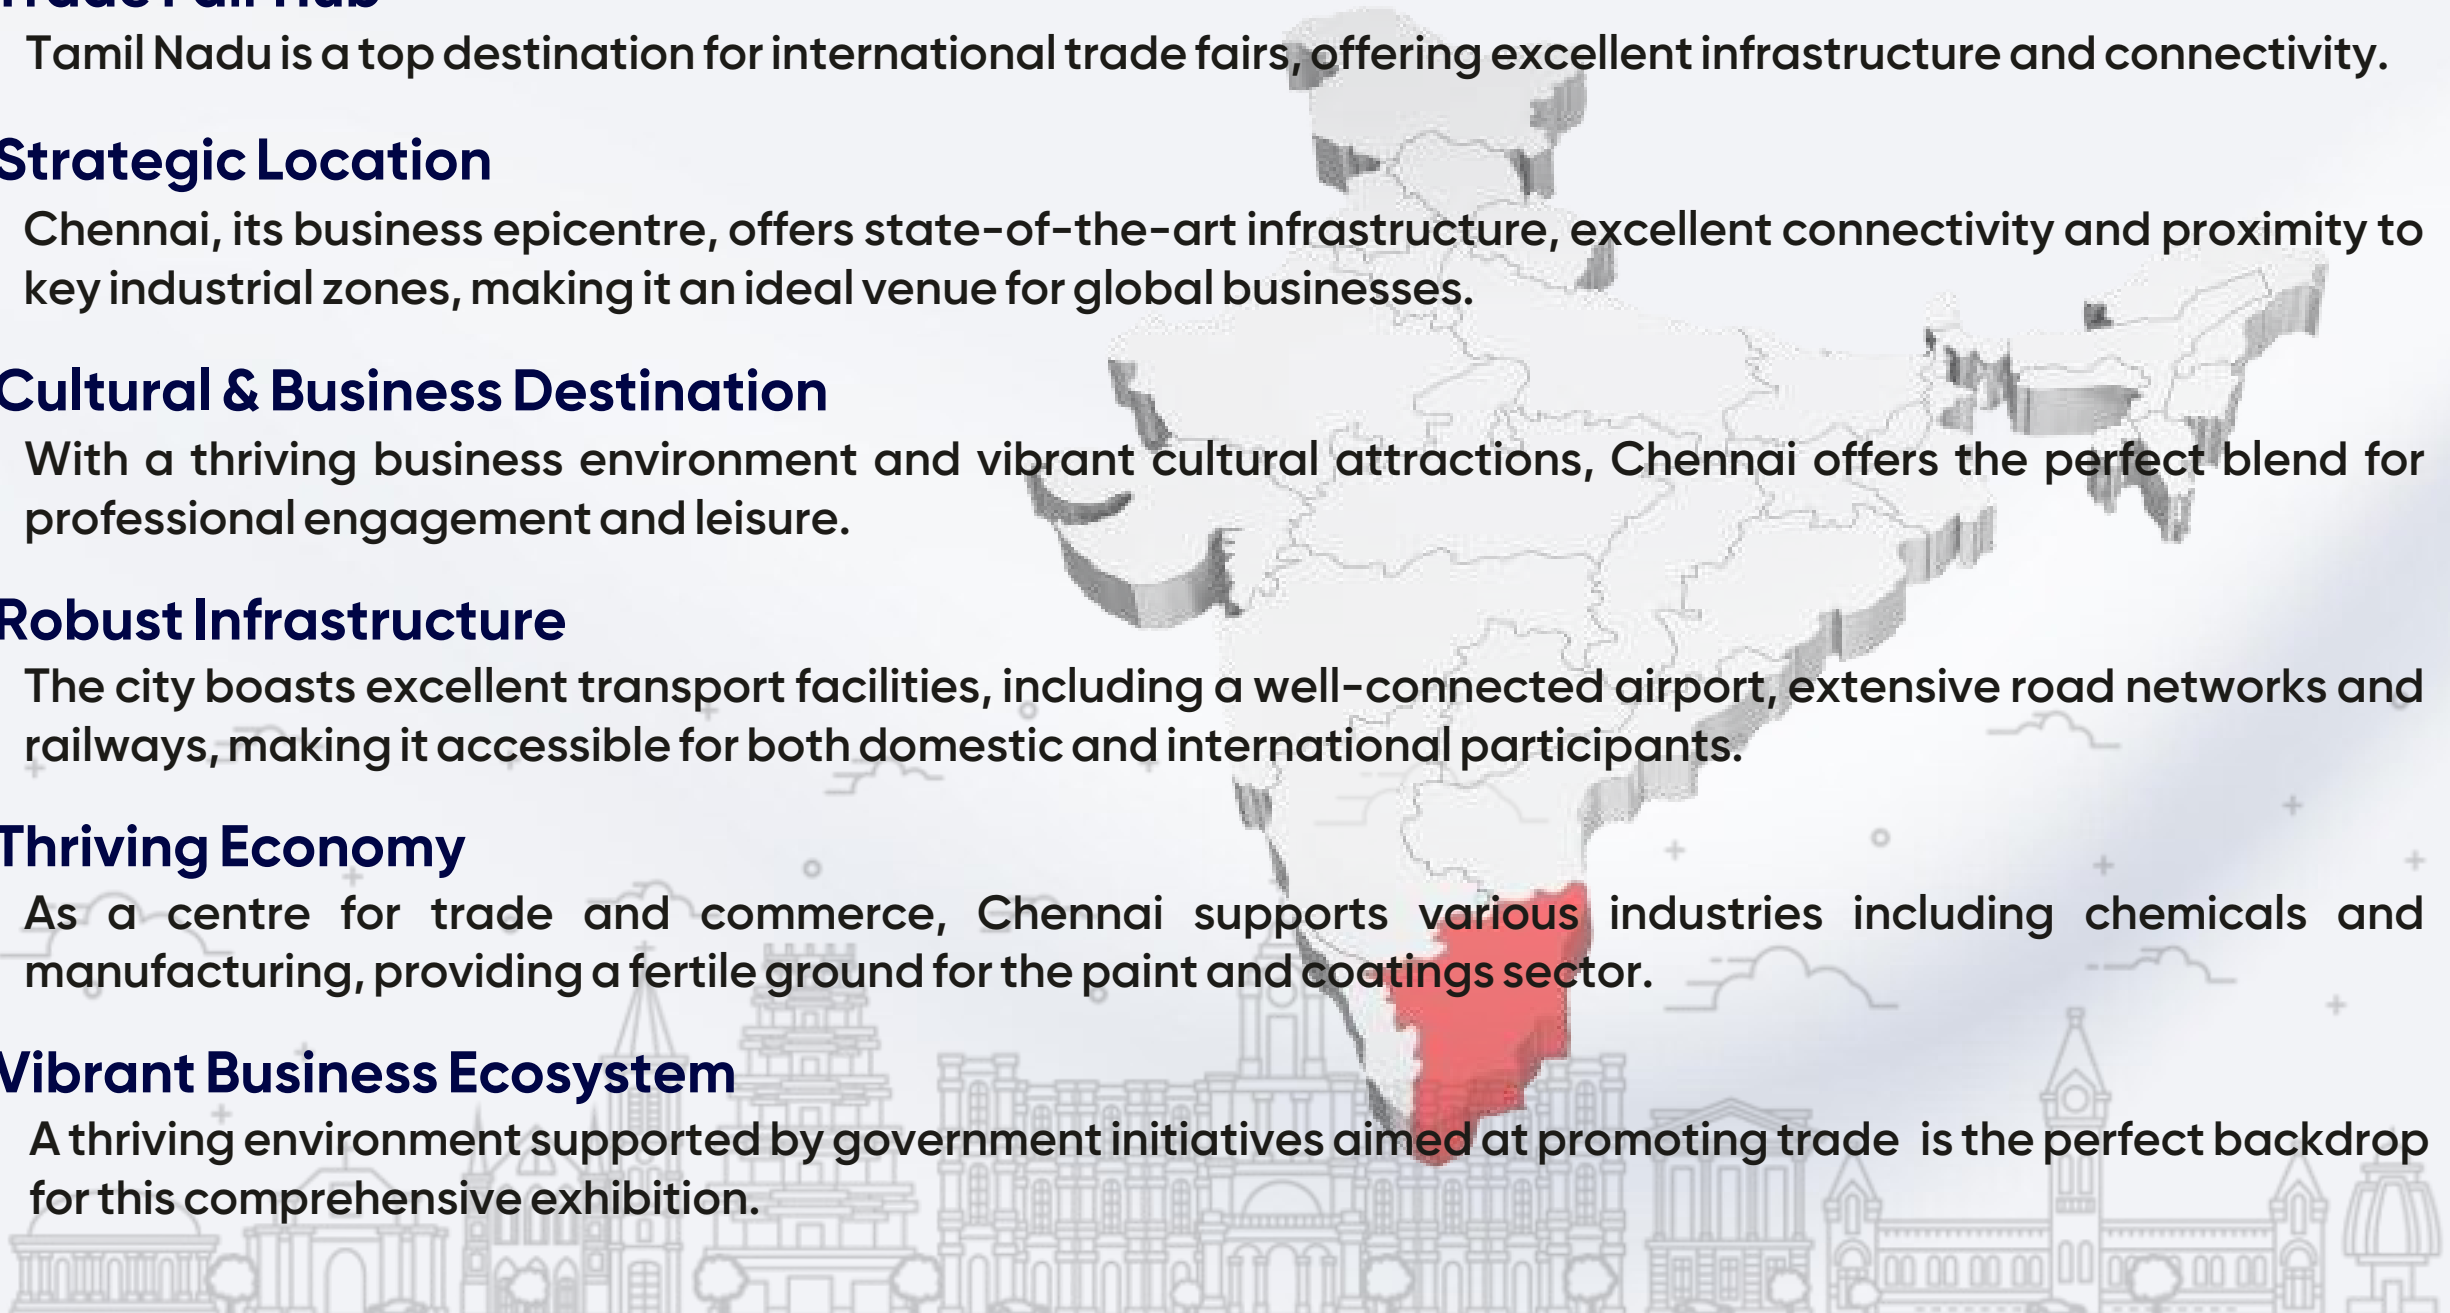 Trade Fair Hub
Tamil Nadu is a top destination for international trade fairs, offering excellent infrastructure and connectivity.
Strategic Location
Chennai, its business epicentre, offers state-of-the-art infrastructure, excellent connectivity and proximity to
key industrial zones, making it an ideal venue for global businesses.
Cultural & Business Destination
With a thriving business environment and vibrant cultural attractions, Chennai offers the perfect blend for
professional engagement and leisure.
Robust Infrastructure
The city boasts excellent transport facilities, including a well-connected airport, extensive road networks and
railways, making it accessible for both domestic and international participants.
Thriving Economy
As a centre for trade and commerce, Chennai supports various industries including chemicals and
manufacturing, providing a fertile ground for the paint and coatings sector.
Vibrant Business Ecosystem
A thriving environment supported by government initiatives aimed at promoting trade is the perfect backdrop
for this comprehensive exhibition.